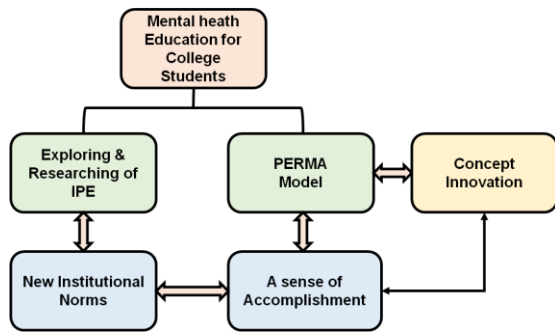 Mental heath
Education for
College
Students
Exploring &
Researching of
IPE
PERMA
Model
Concept
Innovation
New Institutional
Norms
A sense of
Accomplishment